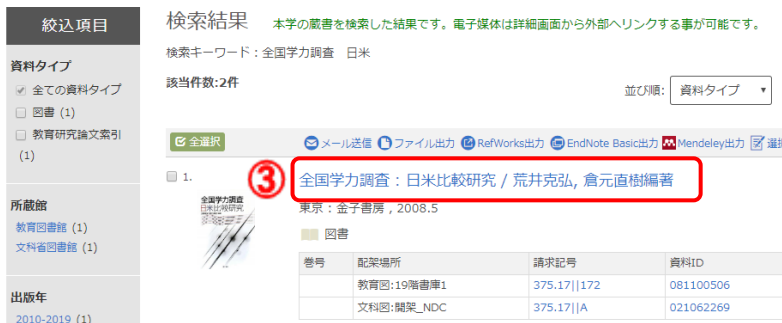 絞込項目
資料タイプ
全ての資料タイプ
図書 (1)
教育研究論文索引
(1)
所蔵館
教育図書館 (1)
文科省図書館 (1)
出版年
2010-2019 (1)
検索結果 本学の蔵書を検索した結果です。電子媒体は詳細画面から外部へリンクする事が可能です。
検索キーワード：全国学力調査 日米
該当件数:2件
並び順: 資料タイプ
全選択 メール送信 ファイル出力 RefWorks出力 EndNote Basic出力 Mendeley出力
1. ③ 全国学力調査 : 日米比較研究 / 荒井克弘, 倉元直樹編著
全国学力調査
日米比較研究
東京 : 金子書房 , 2008.5
図書
巻号 配架場所 請求記号 資料ID
教育図:19階書庫1 375.17||172 081100506
文科図:開架_NDC 375.17||A 021062269